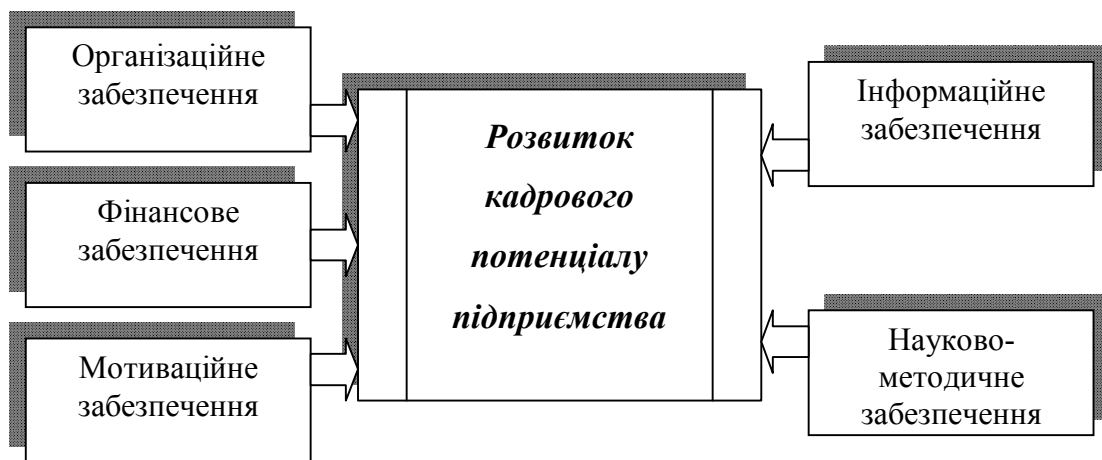 Організаційне
забезпечення
Фінансове
забезпечення
Мотиваційне
забезпечення
Розвиток
кадрового
потенціалу
підприємства
Інформаційне
забезпечення
Науково-
методичне
забезпечення